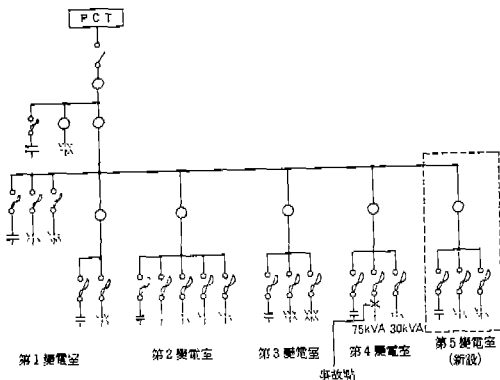 PCT
75kVA 30kVA
第1變電室
第2變電室
第3變電室
第4變電室
第5變電室
(新設)
事故點